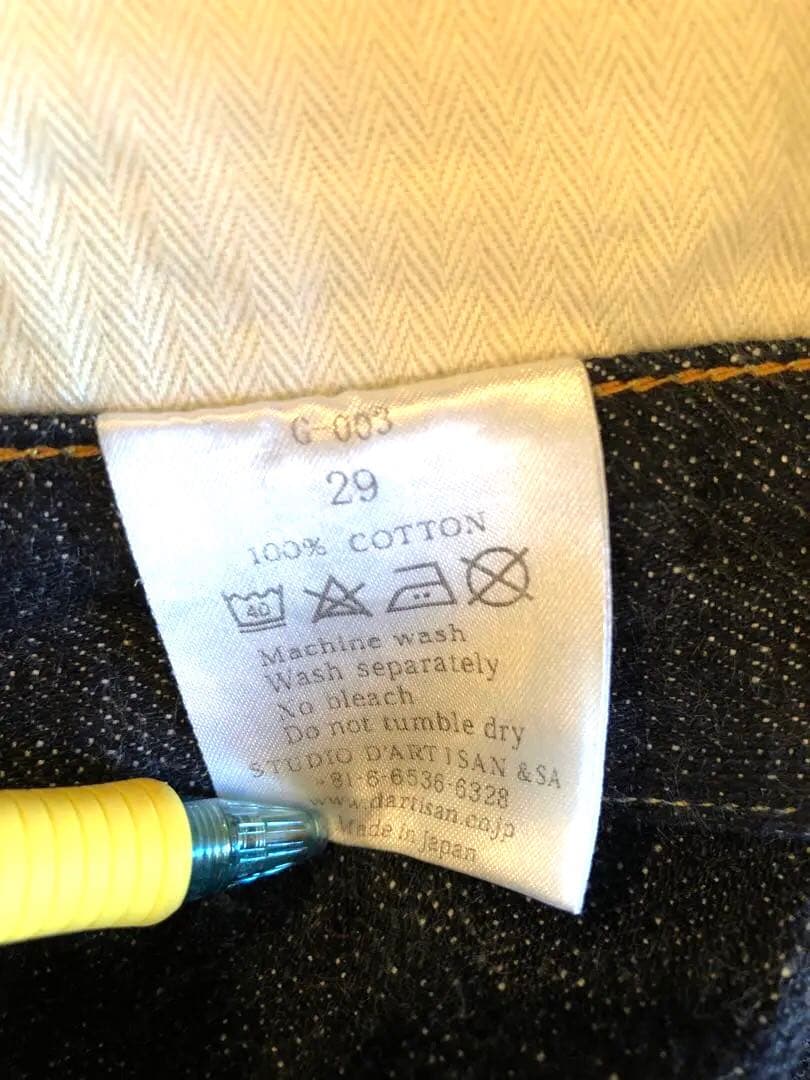 G-003
29
100% COTTON
40
Machine wash
Wash separately
No bleach
Do not tumble dry
STUDIO D'ARTISAN &SA
+81-6-6536-6328
www.dartisan.co.jp
Made in Japan